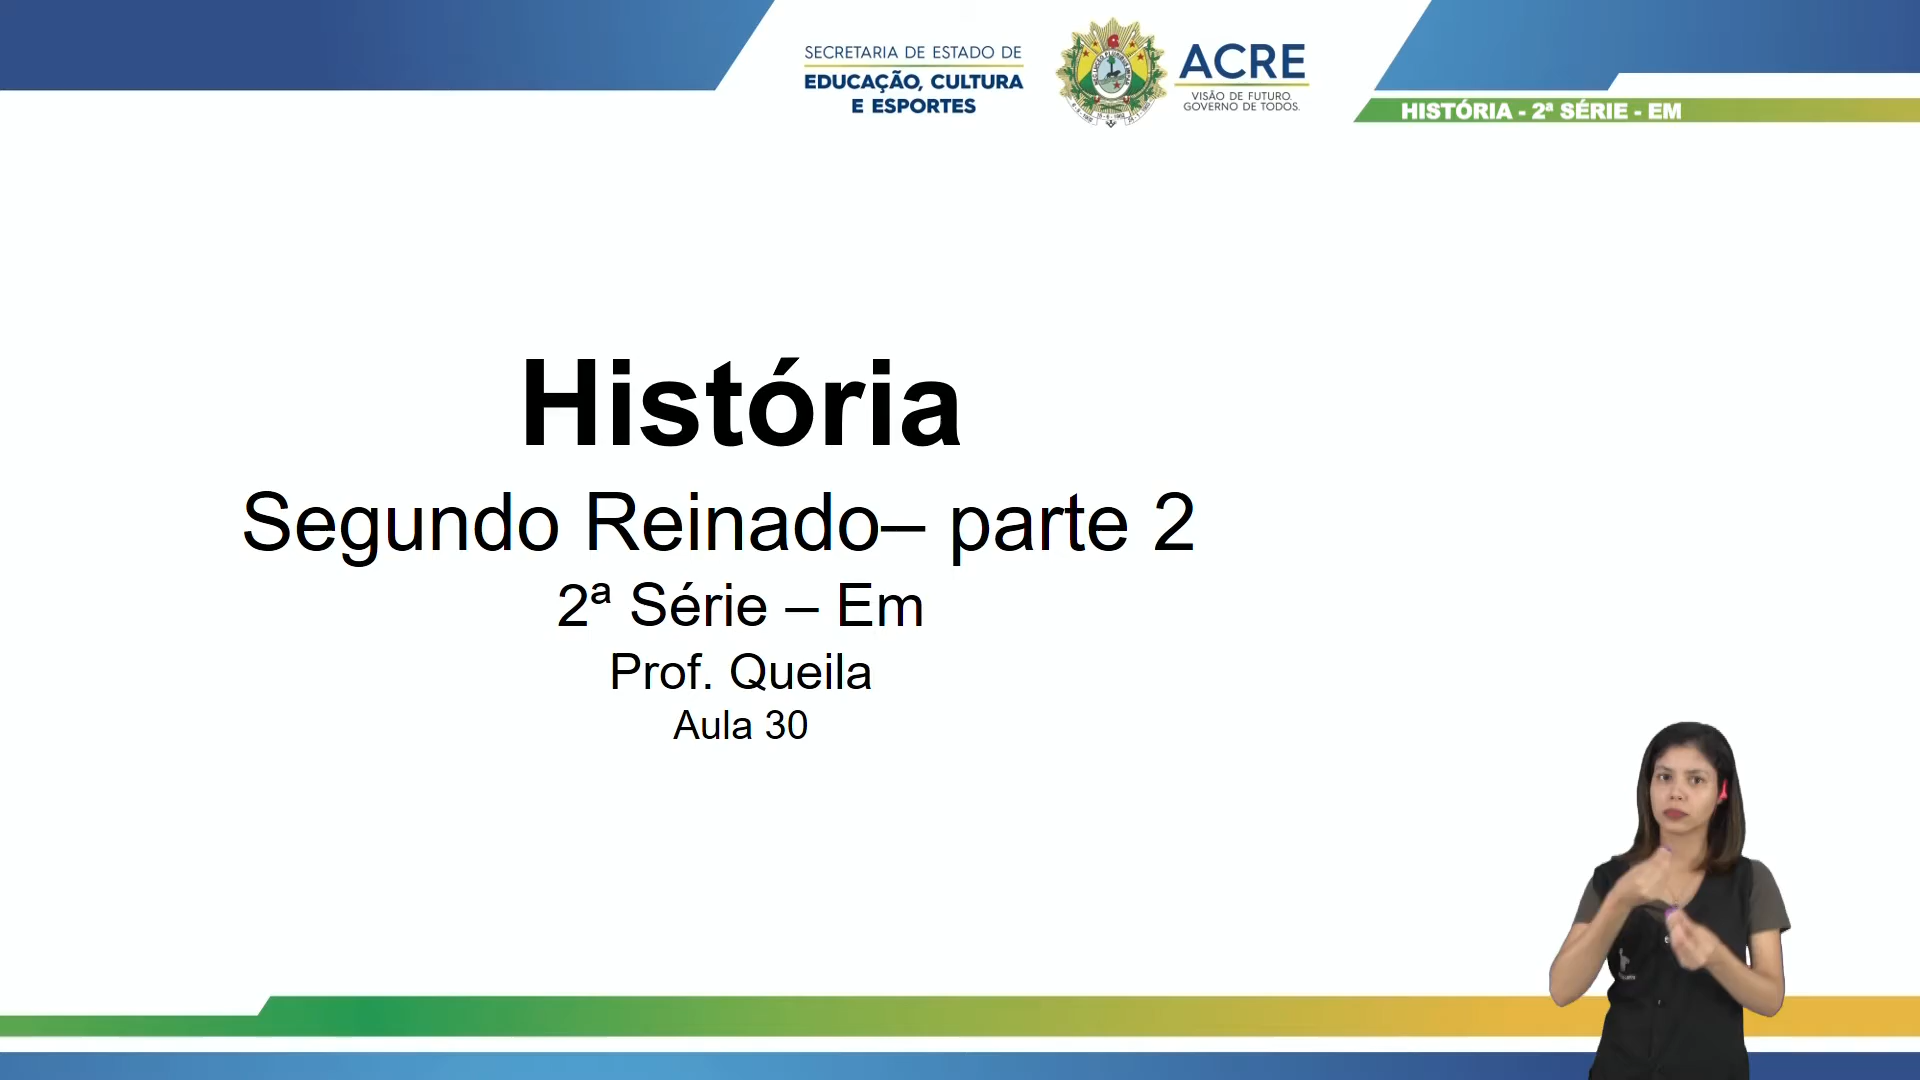 SECRETARIA DE ESTADO DE
EDUCAÇÃO, CULTURA
E ESPORTES
ACRE
VISÃO DE FUTURO.
GOVERNO DE TODOS.
HISTÓRIA - 2ª SÉRIE - EM
História
Segundo Reinado– parte 2
2ª Série – Em
Prof. Queila
Aula 30